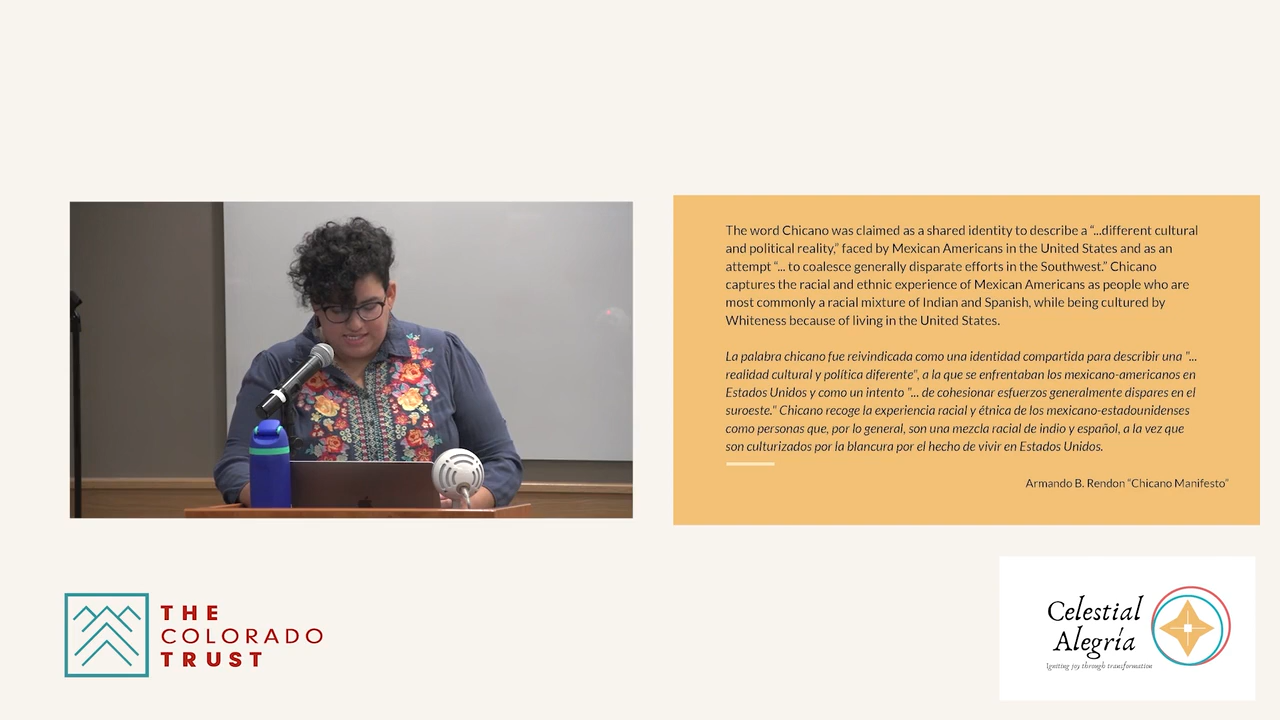 The word Chicano was claimed as a shared identity to describe a “...different cultural
and political reality,” faced by Mexican Americans in the United States and as an
attempt “... to coalesce generally disparate efforts in the Southwest.” Chicano
captures the racial and ethnic experience of Mexican Americans as people who are
most commonly a racial mixture of Indian and Spanish, while being cultured by
Whiteness because of living in the United States.
La palabra chicano fue reivindicada como una identidad compartida para describir una "...
realidad cultural y política diferente", a la que se enfrentaban los mexicano-americanos en
Estados Unidos y como un intento "... de cohesionar esfuerzos generalmente dispares en el
suroeste." Chicano recoge la experiencia racial y étnica de los mexicano-estadounidenses
como personas que, por lo general, son una mezcla racial de indio y español, a la vez que
son culturizados por la blancura por el hecho de vivir en Estados Unidos.
Armando B. Rendon “Chicano Manifesto”
THE
COLORADO
TRUST
Celestial
Alegría
Igniting joy through transformation